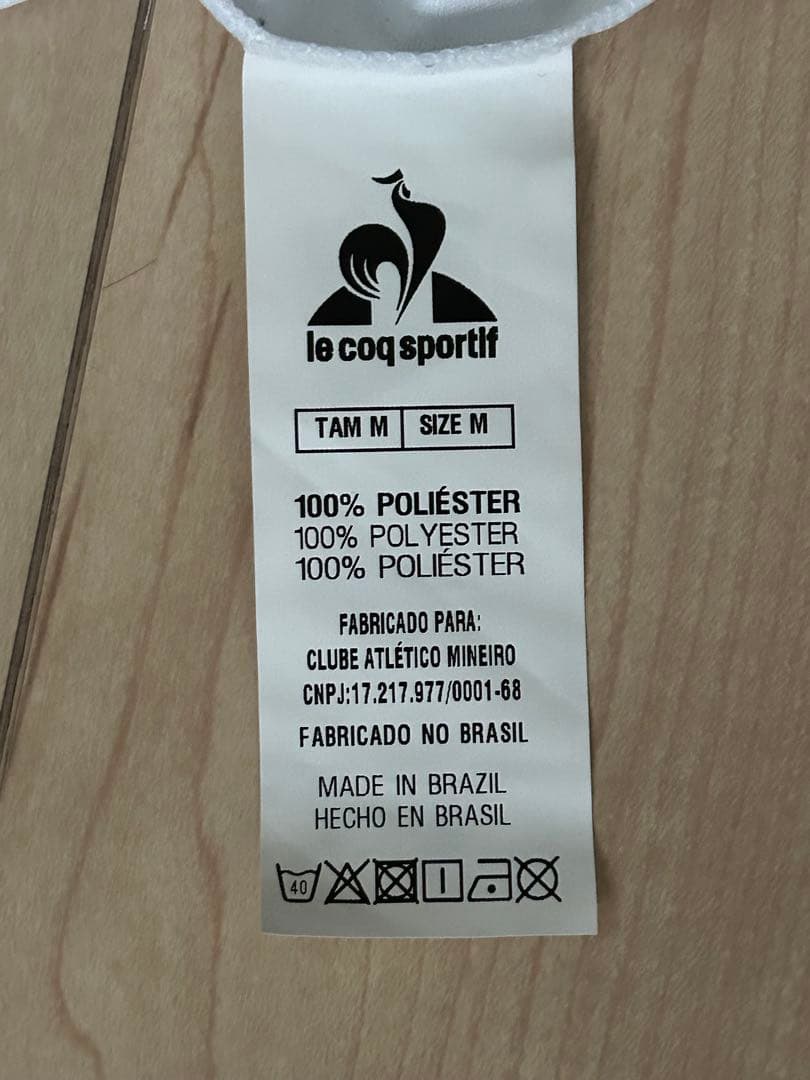 le coq sportif
TAM M SIZE M
100% POLIÉSTER
100% POLYESTER
100% POLIÉSTER
FABRICADO PARA:
CLUBE ATLÉTICO MINEIRO
CNPJ:17.217.977/0001-68
FABRICADO NO BRASIL
MADE IN BRAZIL
HECHO EN BRASIL
40